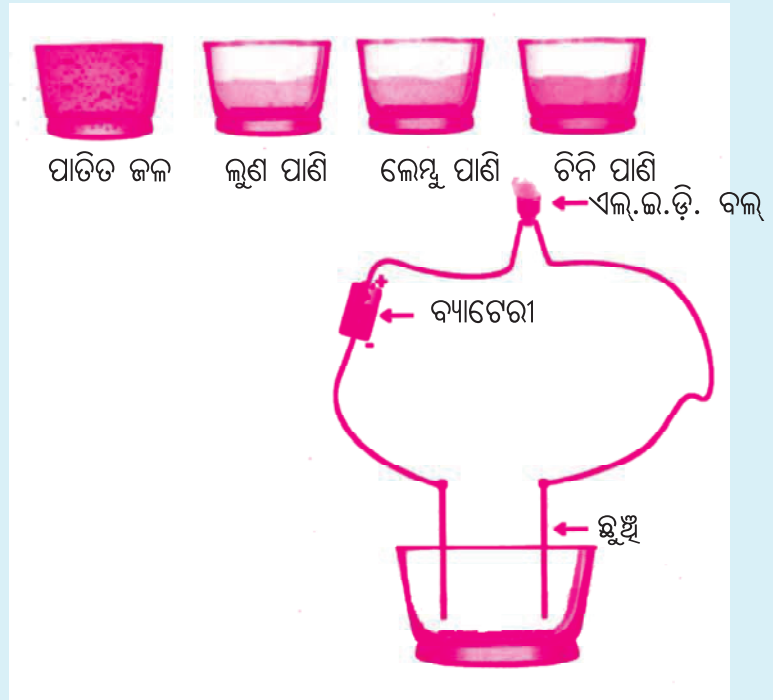 ପାତିତ ଜଳ ଲୁଣ ପାଣି ଲେମ୍ବୁ ପାଣି ଚିନି ପାଣି
ଏଲ୍.ଇ.ଡ଼ି. ବଲ୍
+
ବ୍ୟାଟେରୀ
-
ଛୁଞ୍ଚି